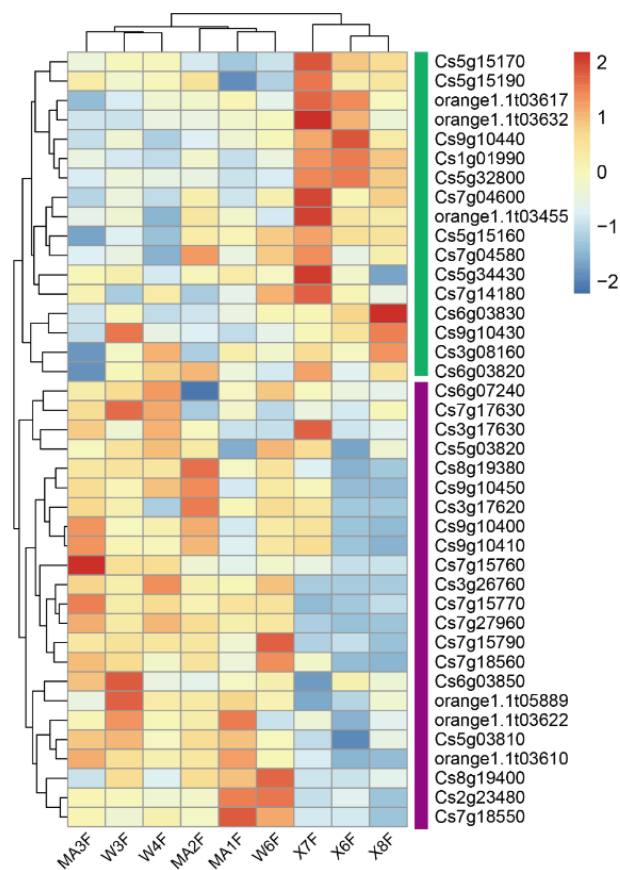 Cs5g15170
Cs5g15190
orange1.1t03617
orange1.1t03632
Cs9g10440
Cs1g01990
Cs5g32800
Cs7g04600
orange1.1t03455
Cs5g15160
Cs7g04580
Cs5g34430
Cs7g14180
Cs6g03830
Cs9g10430
Cs3g08160
Cs6g03820
Cs6g07240
Cs7g17630
Cs3g17630
Cs5g03820
Cs8g19380
Cs9g10450
Cs3g17620
Cs9g10400
Cs9g10410
Cs7g15760
Cs3g26760
Cs7g15770
Cs7g27960
Cs7g15790
Cs7g18560
Cs6g03850
orange1.1t05889
orange1.1t03622
Cs5g03810
orange1.1t03610
Cs8g19400
Cs2g23480
Cs7g18550
2
1
0
−1
−2
MA3F W3F W4F MA2F MA1F W6F X7F X6F X8F